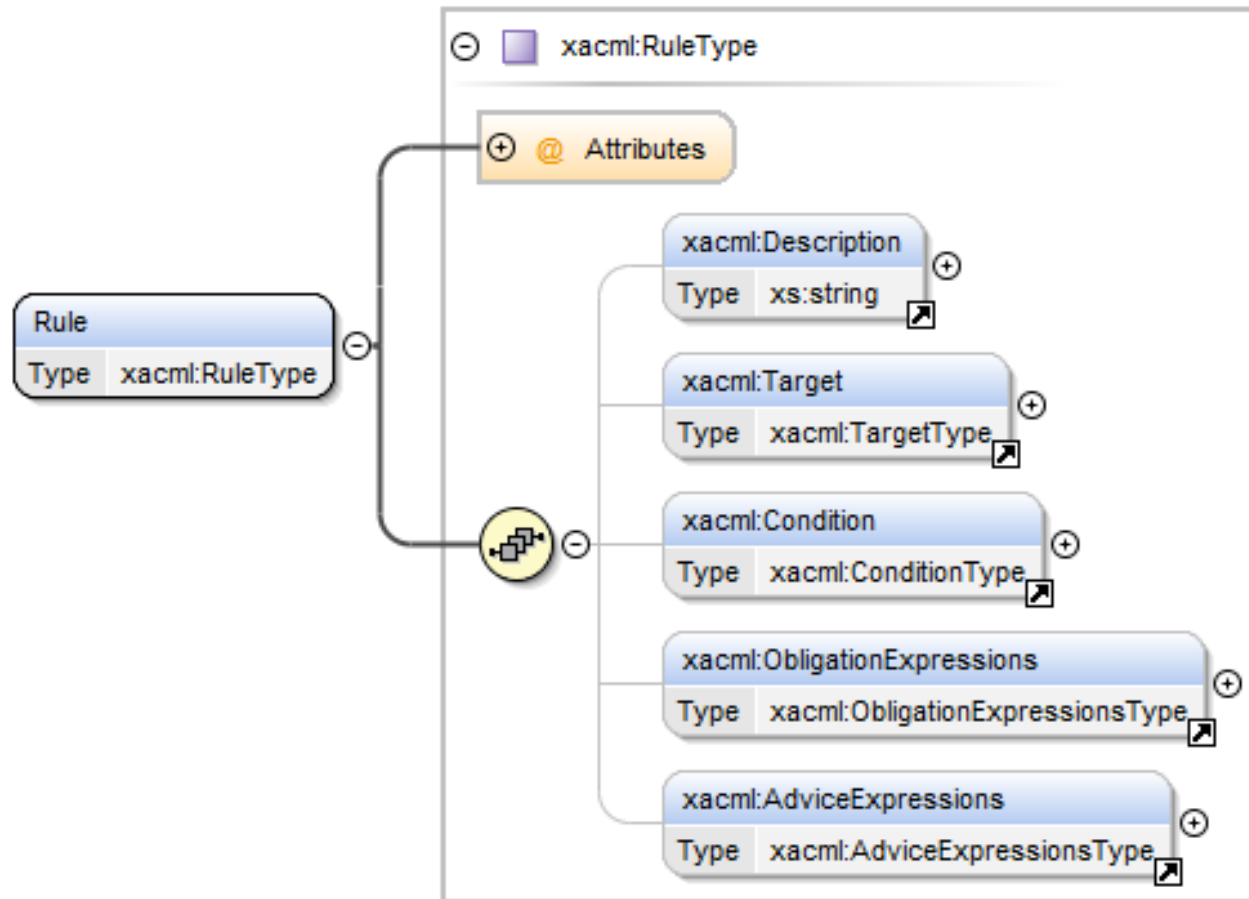 xacml:RuleType
@ Attributes
xacml:Description
Type xs:string
Rule
Type xacml:RuleType
xacml:Target
Type xacml:TargetType
xacml:Condition
Type xacml:ConditionType
xacml:ObligationExpressions
Type xacml:ObligationExpressionsType
xacml:AdviceExpressions
Type xacml:AdviceExpressionsType